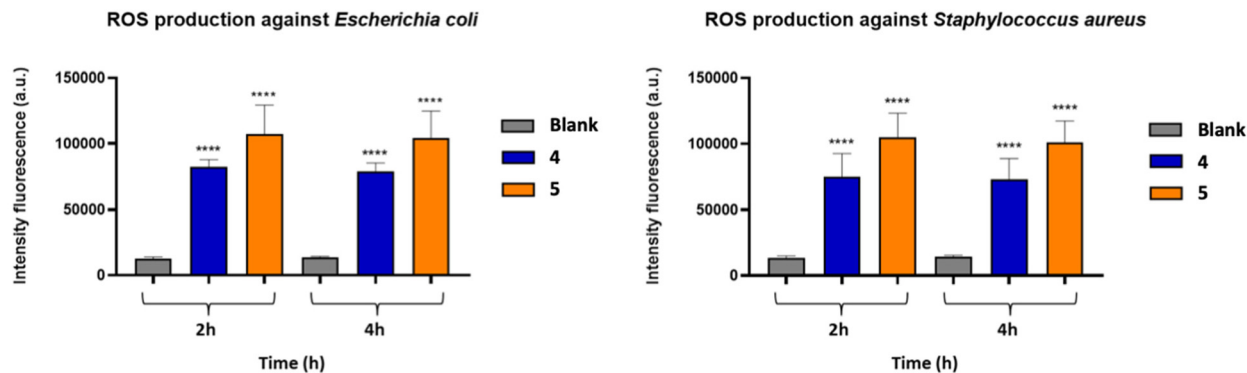 ROS production against Escherichia coli
Intensity fluorescence (a.u.)
150000
100000
50000
0
****
****
****
****
2h
4h
Time (h)
Blank
4
5
ROS production against Staphylococcus aureus
Intensity fluorescence (a.u.)
150000
100000
50000
0
****
****
****
****
2h
4h
Time (h)
Blank
4
5